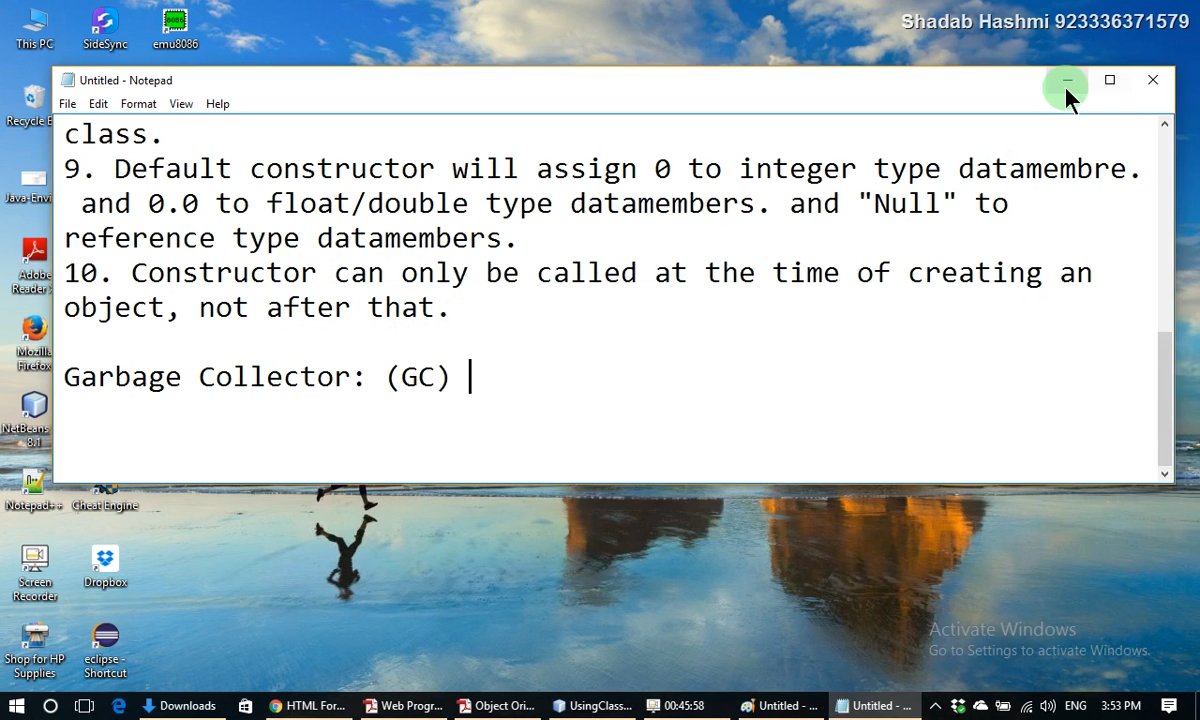 Shadab Hashmi 923336371579
This PC
SideSync
emu8086
Untitled - Notepad
File Edit Format View Help
class.
9. Default constructor will assign 0 to integer type datamembre.
and 0.0 to float/double type datamembers. and "Null" to
reference type datamembers.
10. Constructor can only be called at the time of creating an
object, not after that.
Garbage Collector: (GC)
Recycle B
Java-Envi
Adobe
Reader
Mozilla
Firefox
NetBeans
8.1
Notepad++
Cheat Engine
Screen
Recorder
Dropbox
Shop for HP
Supplies
eclipse -
Shortcut
Activate Windows
Go to Settings to activate Windows.
Downloads
HTML For...
Web Progr...
Object Ori...
UsingClass...
00:45:58
Untitled - ...
Untitled - ...
ENG
3:53 PM